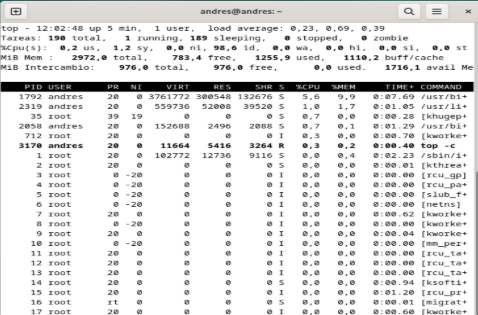 andres@andres: ~
top - 12:02:48 up 5 min, 1 user, load average: 0,23, 0,69, 0,39
Tareas: 190 total, 1 running, 189 sleeping, 0 stopped, 0 zombie
%Cpu(s): 0,2 us, 1,2 sy, 0,0 ni, 98,6 id, 0,0 wa, 0,0 hi, 0,0 si, 0,0 st
MiB Mem : 2972,0 total, 783,4 free, 1255,9 used, 1110,2 buff/cache
MiB Intercambio: 976,0 total, 976,0 free, 0,0 used. 1716,1 avail Me
PID USER PR NI VIRT RES SHR S %CPU %MEM TIME+ COMMAND
1792 andres 20 0 3761772 300548 132676 S 5,6 9,9 0:07.69 /usr/bi+
2319 andres 20 0 559736 52008 39520 S 1,0 1,7 0:01.05 /usr/li+
35 root 39 19 0 0 0 S 0,7 0,0 0:00.28 [khugep+
2058 andres 20 0 152688 2496 2088 S 0,7 0,1 0:01.29 /usr/bi+
712 root 20 0 0 0 0 I 0,3 0,0 0:00.70 [kworke+
3170 andres 20 0 11664 5416 3264 R 0,3 0,2 0:00.40 top -c
1 root 20 0 102772 12736 9116 S 0,0 0,4 0:02.23 /sbin/i+
2 root 20 0 0 0 0 S 0,0 0,0 0:00.01 [kthrea+
3 root 0 -20 0 0 0 I 0,0 0,0 0:00.00 [rcu_gp]
4 root 0 -20 0 0 0 I 0,0 0,0 0:00.00 [rcu_pa+
5 root 0 -20 0 0 0 I 0,0 0,0 0:00.00 [slub_f+
6 root 0 -20 0 0 0 I 0,0 0,0 0:00.00 [netns]
7 root 20 0 0 0 0 I 0,0 0,0 0:00.62 [kworke+
8 root 0 -20 0 0 0 I 0,0 0,0 0:00.00 [kworke+
9 root 20 0 0 0 0 I 0,0 0,0 0:00.04 [kworke+
10 root 0 -20 0 0 0 I 0,0 0,0 0:00.00 [mm_per+
11 root 20 0 0 0 0 I 0,0 0,0 0:00.00 [rcu_ta+
12 root 20 0 0 0 0 I 0,0 0,0 0:00.00 [rcu_ta+
13 root 20 0 0 0 0 I 0,0 0,0 0:00.00 [rcu_ta+
14 root 20 0 0 0 0 S 0,0 0,0 0:00.94 [ksofti+
15 root 20 0 0 0 0 I 0,0 0,0 0:01.20 [rcu_pr+
16 root rt 0 0 0 0 S 0,0 0,0 0:00.01 [migrat+
17 root 20 0 0 0 0 I 0,0 0,0 0:00.60 [kworke+